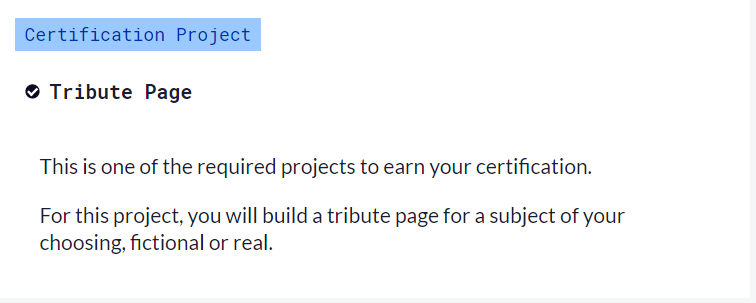 Certification Project
Tribute Page
This is one of the required projects to earn your certification.
For this project, you will build a tribute page for a subject of your
choosing, fictional or real.